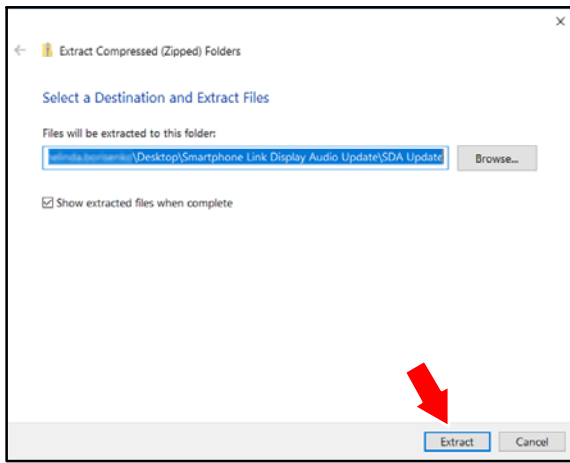 Extract Compressed (Zipped) Folders
Select a Destination and Extract Files
Files will be extracted to this folder:
\Desktop\Smartphone Link Display Audio Update\SDA Update
Browse...
Show extracted files when complete
Extract
Cancel